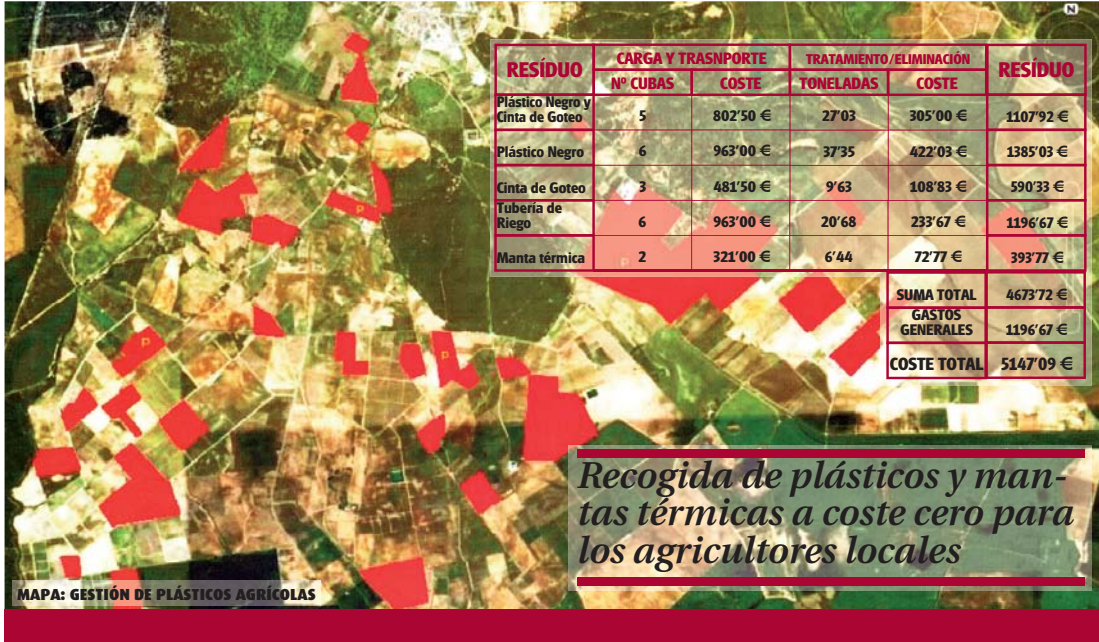 N
RESÍDUO CARGA Y TRASNPORTE TRATAMIENTO/ELIMINACIÓN RESÍDUO
Nº CUBAS COSTE TONELADAS COSTE
Plástico Negro y
Cinta de Goteo 5 802'50 € 27'03 305'00 € 1107'92 €
Plástico Negro 6 963'00 € 37'35 422'03 € 1385'03 €
Cinta de Goteo 3 481'50 € 9'63 108'83 € 590'33 €
Tubería de
Riego 6 963'00 € 20'68 233'67 € 1196'67 €
Manta térmica 2 321'00 € 6'44 72'77 € 393'77 €
SUMA TOTAL 4673'72 €
GASTOS
GENERALES 1196'67 €
COSTE TOTAL 5147'09 €
P
P
P
P
Recogida de plásticos y man-
tas térmicas a coste cero para
los agricultores locales
MAPA: GESTIÓN DE PLÁSTICOS AGRÍCOLAS